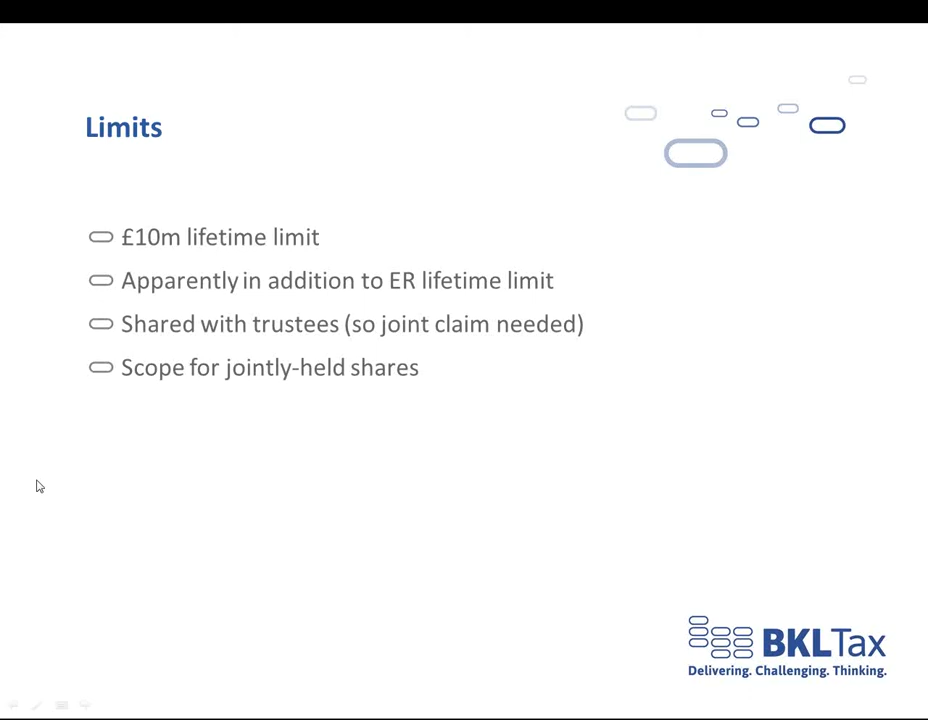 Limits
£10m lifetime limit
Apparently in addition to ER lifetime limit
Shared with trustees (so joint claim needed)
Scope for jointly-held shares
BKLTax
Delivering. Challenging. Thinking.